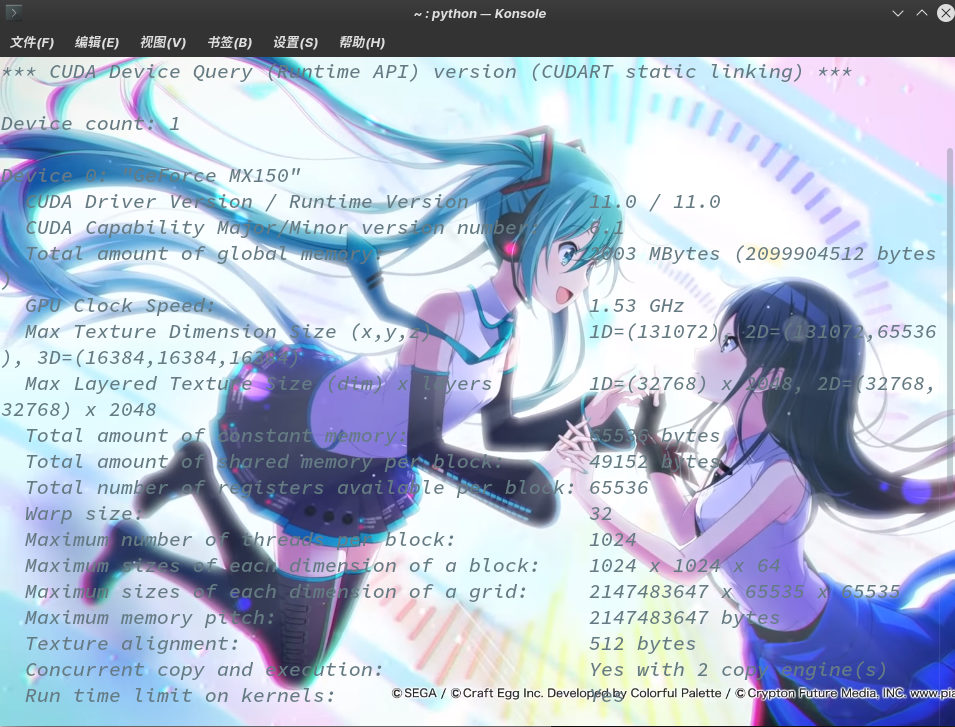 ~ : python — Konsole
文件(F) 编辑(E) 视图(V) 书签(B) 设置(S) 帮助(H)
*** CUDA Device Query (Runtime API) version (CUDART static linking) ***
Device count: 1
Device 0: "GeForce MX150"
CUDA Driver Version / Runtime Version 11.0 / 11.0
CUDA Capability Major/Minor version number: 6.1
Total amount of global memory: 2003 MBytes (2099904512 bytes
)
GPU Clock Speed: 1.53 GHz
Max Texture Dimension Size (x,y,z) 1D=(131072), 2D=(131072,65536
), 3D=(16384,16384,16384)
Max Layered Texture Size (dim) x layers 1D=(32768) x 2048, 2D=(32768,
32768) x 2048
Total amount of constant memory: 65536 bytes
Total amount of shared memory per block: 49152 bytes
Total number of registers available per block: 65536
Warp size: 32
Maximum number of threads per block: 1024
Maximum sizes of each dimension of a block: 1024 x 1024 x 64
Maximum sizes of each dimension of a grid: 2147483647 x 65535 x 65535
Maximum memory pitch: 2147483647 bytes
Texture alignment: 512 bytes
Concurrent copy and execution: Yes with 2 copy engine(s)
Run time limit on kernels: Yes
© SEGA / © Craft Egg Inc. Developed by Colorful Palette / © Crypton Future Media, INC. www.pia